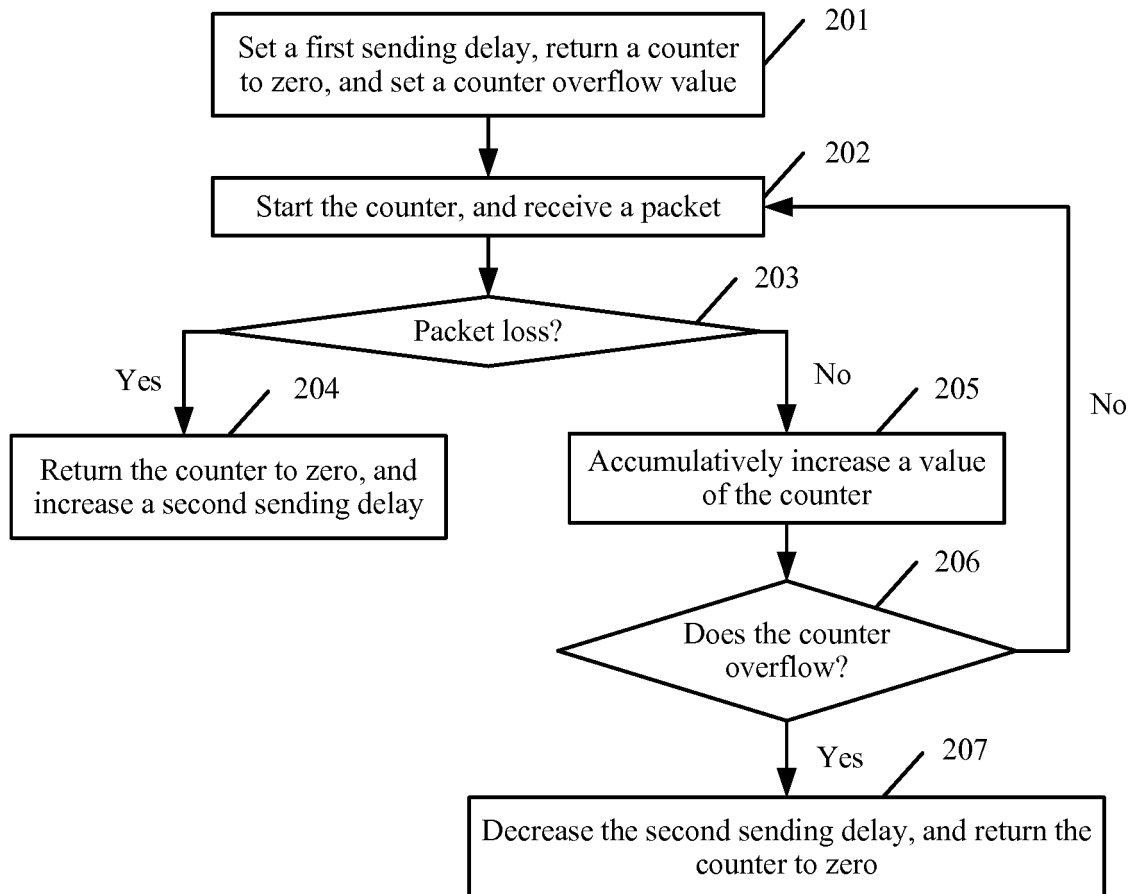 201
Set a first sending delay, return a counter
to zero, and set a counter overflow value
202
Start the counter, and receive a packet
203
Packet loss?
Yes
No
204
205
No
Return the counter to zero, and
increase a second sending delay
Accumulatively increase a value
of the counter
206
Does the counter
overflow?
Yes
207
Decrease the second sending delay, and return the
counter to zero